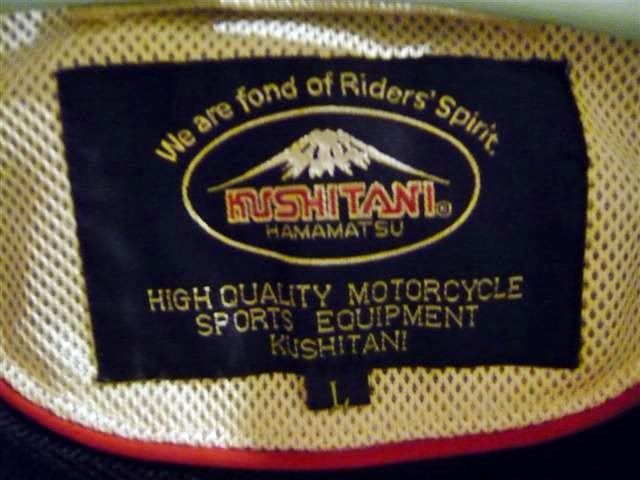 We are fond of Riders' Spirit.
KUSHITANI®
HAMAMATSU
HIGH QUALITY MOTORCYCLE
SPORTS EQUIPMENT
KUSHITANI
L